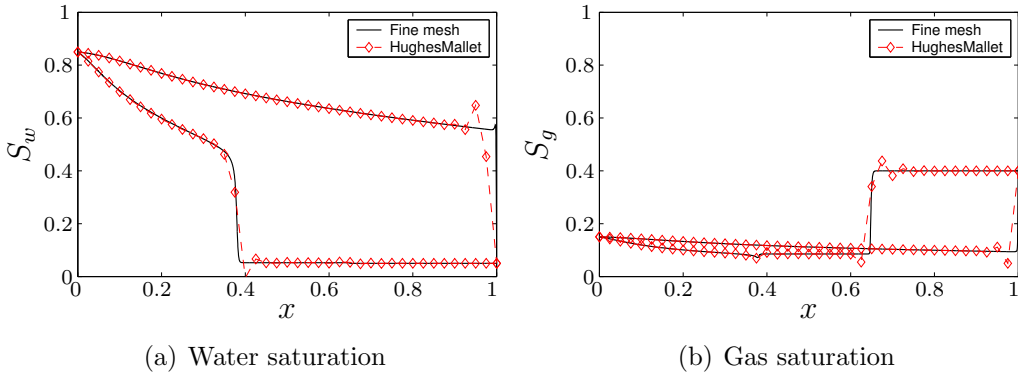 Fine mesh
HughesMallet
1
0.8
0.6
0.4
0.2
0
0 0.2 0.4 0.6 0.8 1
S_w
x
(a) Water saturation
Fine mesh
HughesMallet
1
0.8
0.6
0.4
0.2
0
0 0.2 0.4 0.6 0.8 1
S_g
x
(b) Gas saturation